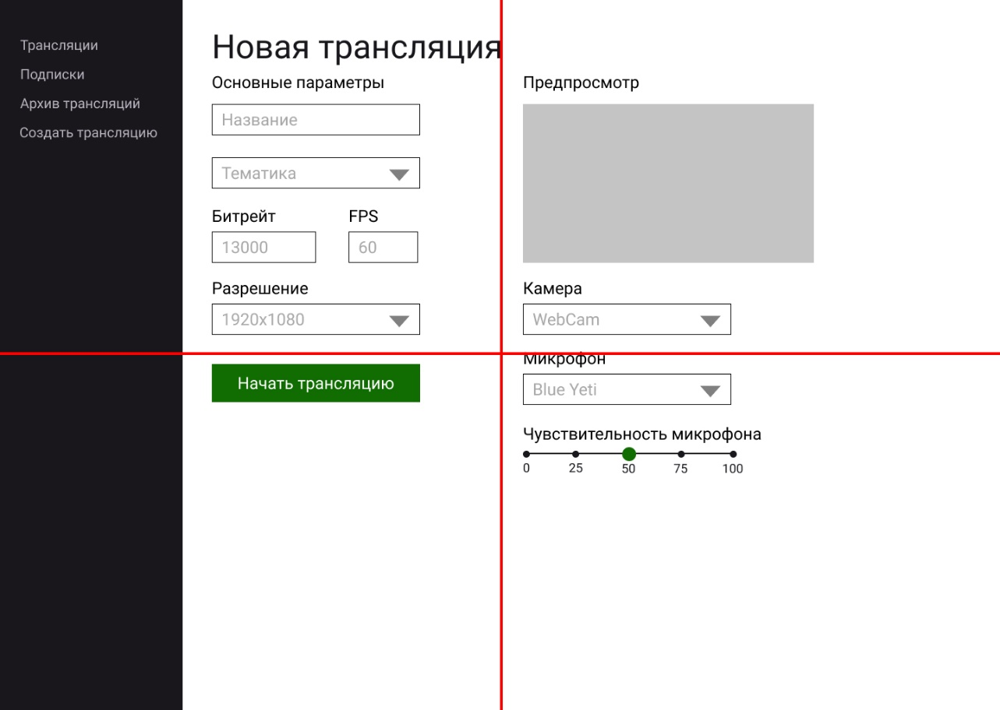 Трансляции
Подписки
Архив трансляций
Создать трансляцию
Новая трансляция
Основные параметры
Название
Тематика
Битрейт FPS
13000 60
Разрешение
1920x1080
Начать трансляцию
Предпросмотр
Камера
WebCam
Микрофон
Blue Yeti
Чувствительность микрофона
0 25 50 75 100